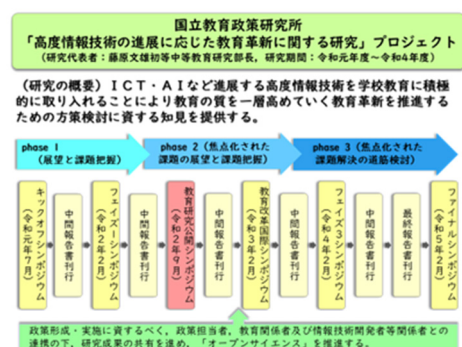 国立教育政策研究所
「高度情報技術の進展に応じた教育革新に関する研究」プロジェクト
（研究代表者：藤原文雄初等中等教育研究部長，研究期間：令和元年度～令和4年度）
（研究の概要）ＩＣＴ・ＡＩなど進展する高度情報技術を学校教育に積極
的に取り入れることにより教育の質を一層高めていく教育革新を推進する
ための方策検討に資する知見を提供する。
phase 1
（展望と課題把握）
phase 2（焦点化された
課題の展望と課題把握）
phase 3（焦点化された
課題解決の道筋検討）
キックオフシンポジウム
（令和元年7月）
中間報告書刊行
フェイズ1シンポジウム
（令和2年2月）
中間報告書刊行
教育研究公開シンポジウム
（令和2年9月）
中間報告書刊行
教育改革国際シンポジウム
（令和3年2月）
中間報告書刊行
フェイズ3シンポジウム
（令和4年2月）
中間報告書刊行
最終報告書刊行
ファイナルシンポジウム
（令和5年2月）
政策形成・実施に資するべく，政策担当者，教育関係者及び情報技術開発者等関係者との
連携の下，研究成果の共有を進め，「オープンサイエンス」を推進する。